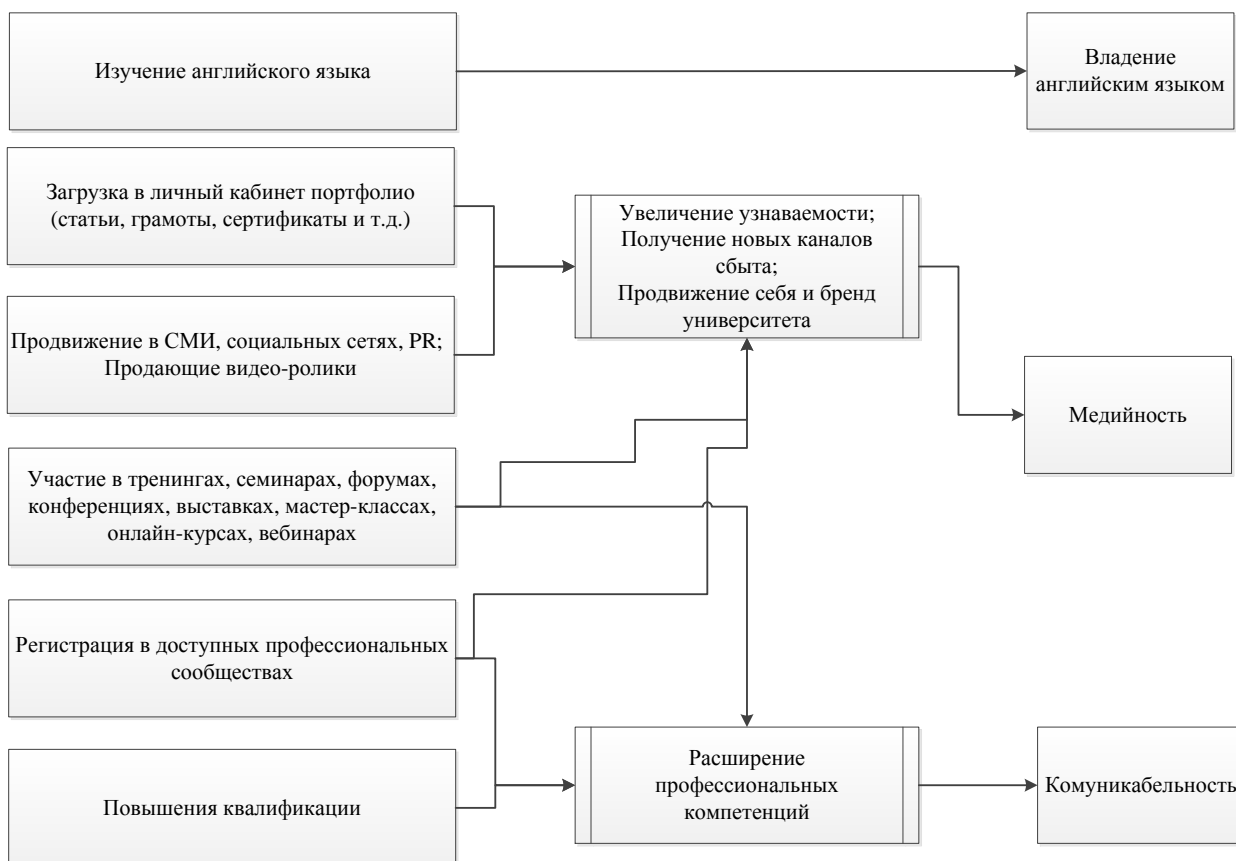 Изучение английского языка
Владение
английским языком
Загрузка в личный кабинет портфолио
(статьи, грамоты, сертификаты и т.д.)
Увеличение узнаваемости;
Получение новых каналов
сбыта;
Продвижение себя и бренд
университета
Продвижение в СМИ, социальных сетях, PR;
Продающие видео-ролики
Медийность
Участие в тренингах, семинарах, форумах,
конференциях, выставках, мастер-классах,
онлайн-курсах, вебинарах
Регистрация в доступных профессиональных
сообществах
Расширение
профессиональных
компетенций
Комуникабельность
Повышения квалификации